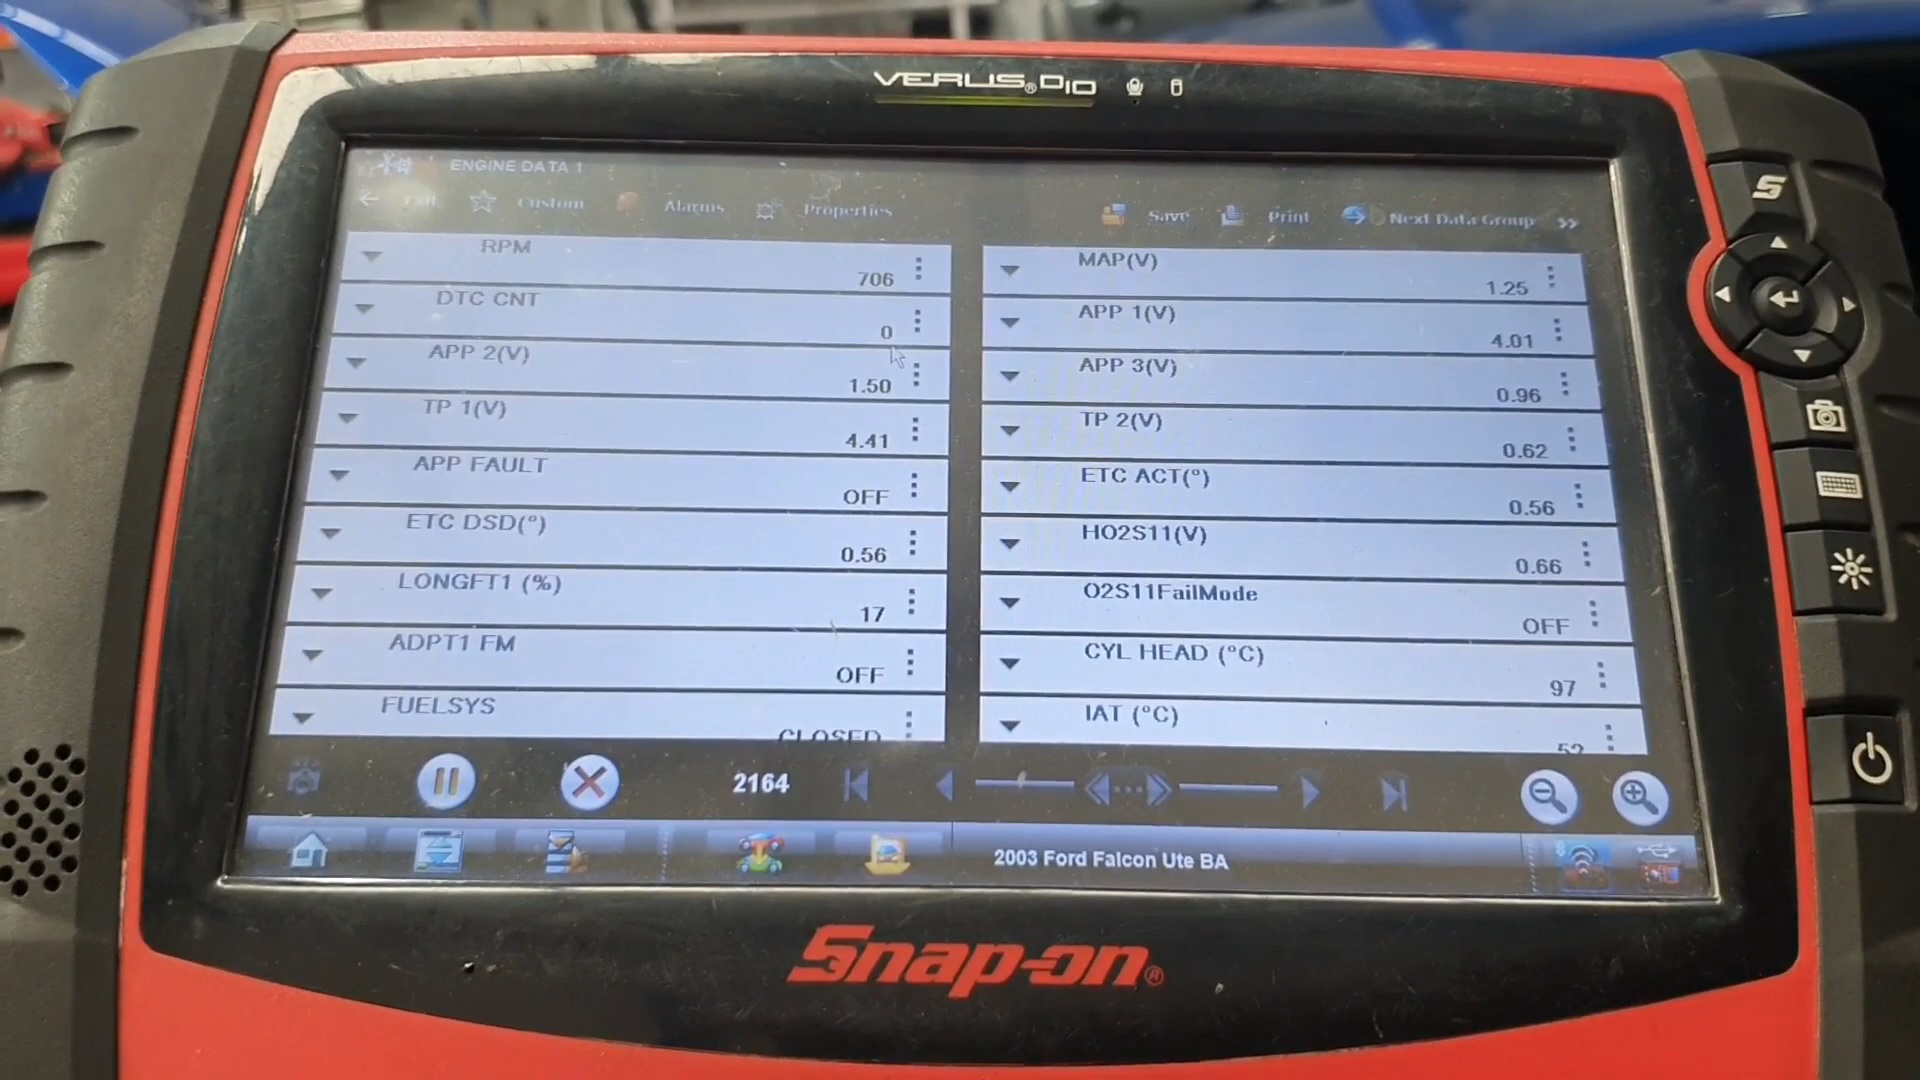 VERUS® D10
ENGINE DATA 1
Exit Custom Alarms Properties Save Print Next Data Group >>
RPM 706 MAP(V) 1.25
DTC CNT 0 APP 1(V) 4.01
APP 2(V) 1.50 APP 3(V) 0.96
TP 1(V) 4.41 TP 2(V) 0.62
APP FAULT OFF ETC ACT(°) 0.56
ETC DSD(°) 0.56 HO2S11(V) 0.66
LONGFT1 (%) 17 O2S11FailMode OFF
ADPT1 FM OFF CYL HEAD (°C) 97
FUELSYS CLOSED IAT (°C) 52
2164
2003 Ford Falcon Ute BA
Snap-on®
S